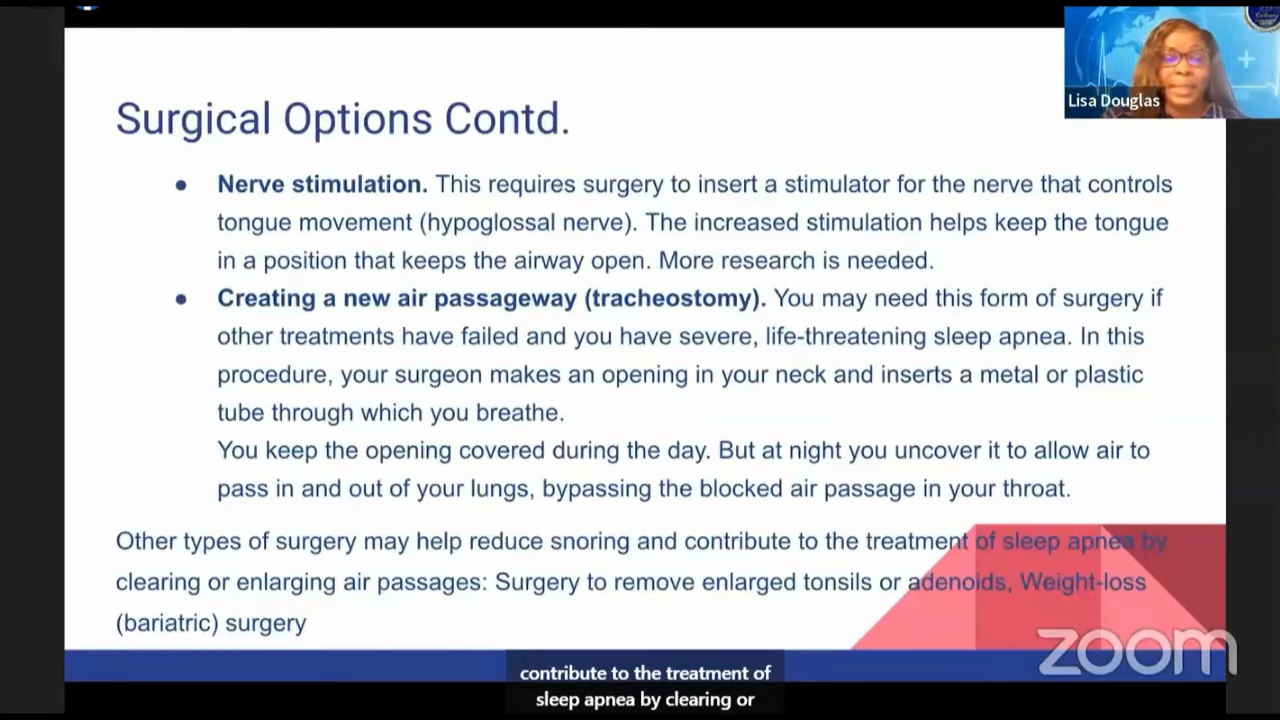 Lisa Douglas
Surgical Options Contd.
● Nerve stimulation. This requires surgery to insert a stimulator for the nerve that controls
tongue movement (hypoglossal nerve). The increased stimulation helps keep the tongue
in a position that keeps the airway open. More research is needed.
● Creating a new air passageway (tracheostomy). You may need this form of surgery if
other treatments have failed and you have severe, life-threatening sleep apnea. In this
procedure, your surgeon makes an opening in your neck and inserts a metal or plastic
tube through which you breathe.
You keep the opening covered during the day. But at night you uncover it to allow air to
pass in and out of your lungs, bypassing the blocked air passage in your throat.
Other types of surgery may help reduce snoring and contribute to the treatment of sleep apnea by
clearing or enlarging air passages: Surgery to remove enlarged tonsils or adenoids, Weight-loss
(bariatric) surgery
zoom
contribute to the treatment of
sleep apnea by clearing or